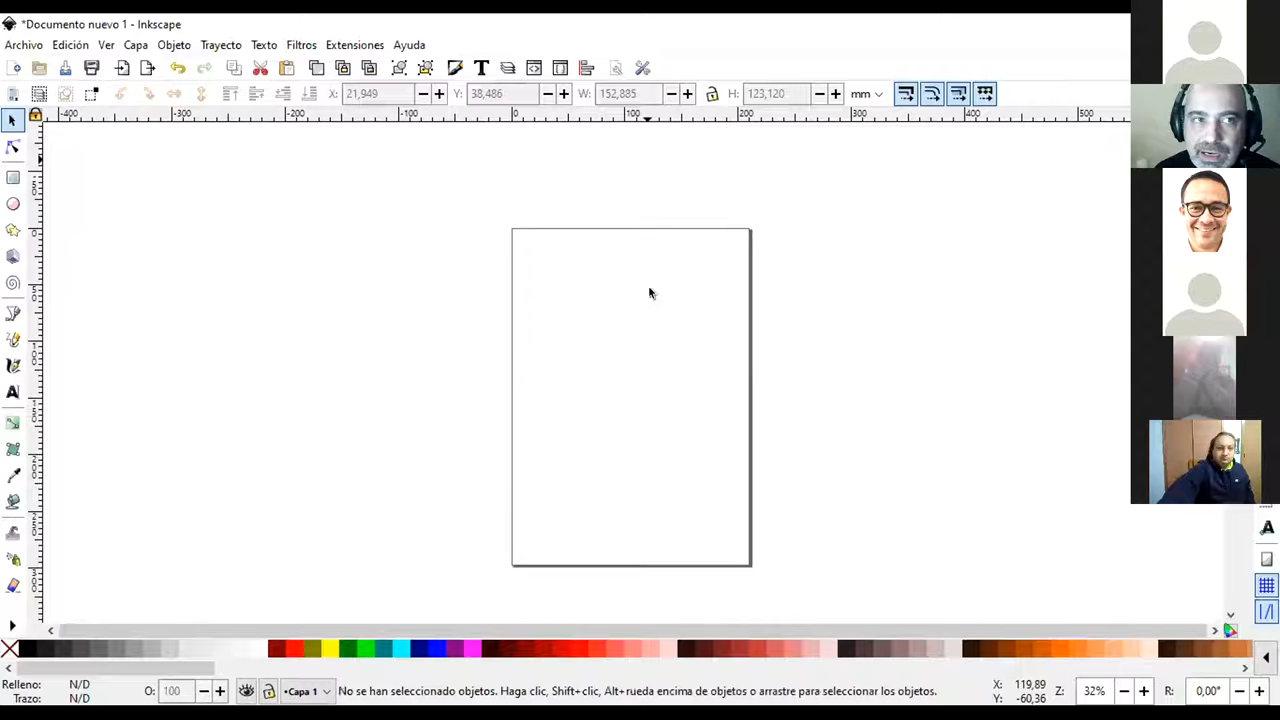 *Documento nuevo 1 - Inkscape
Archivo Edición Ver Capa Objeto Trayecto Texto Filtros Extensiones Ayuda
X: 21,949 Y: 38,486 W: 152,885 H: 123,120 mm
-400 -300 -200 -100 0 100 200 300 400 500
Relleno: N/D
Trazo: N/D
O: 100
•Capa 1
No se han seleccionado objetos. Haga clic, Shift+clic, Alt+rueda encima de objetos o arrastre para seleccionar los objetos.
X: 119,89
Y: -60,36
Z: 32%
R: 0,00°